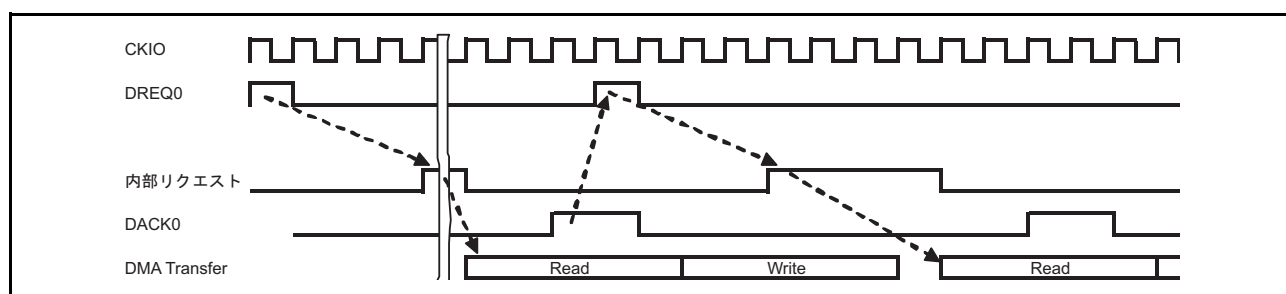 CKIO
DREQ0
内部リクエスト
DACK0
DMA Transfer Read Write Read